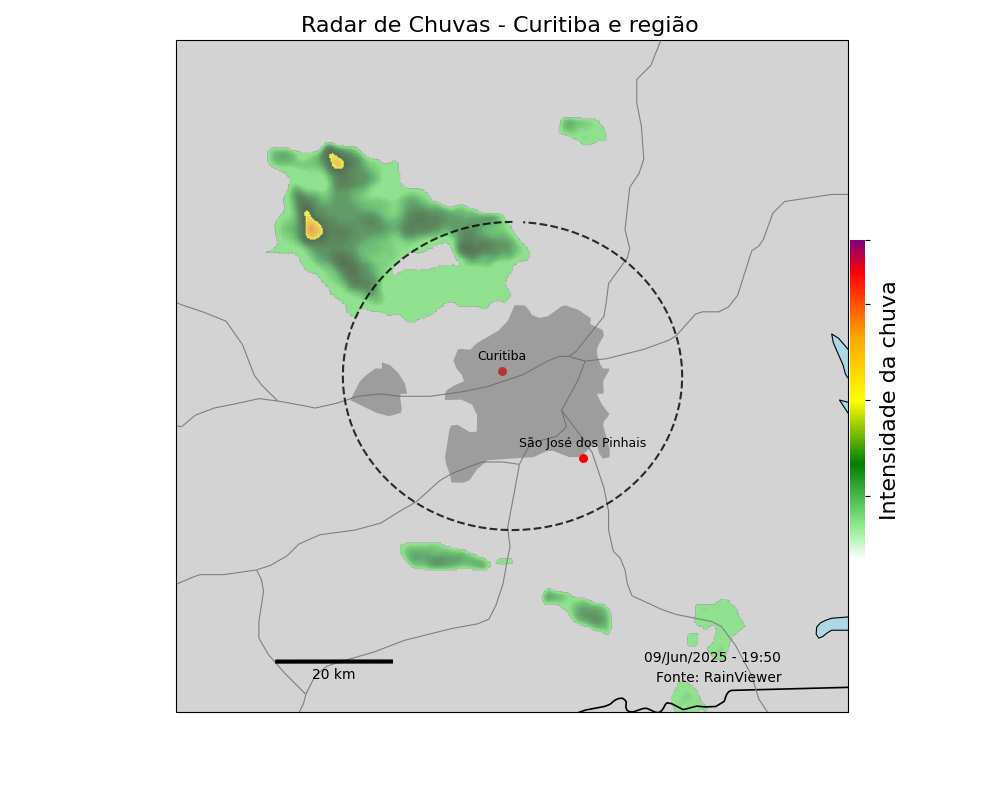 Radar de Chuvas - Curitiba e região
Curitiba
São José dos Pinhais
Intensidade da chuva
20 km
09/Jun/2025 - 19:50
Fonte: RainViewer